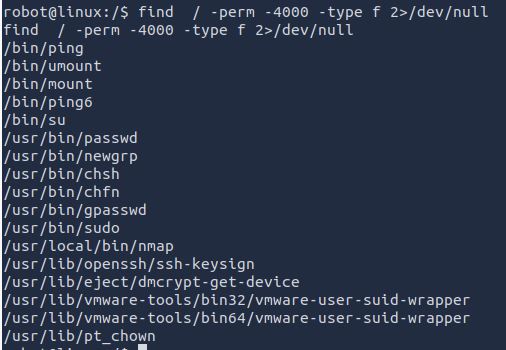 robot@linux:/$ find  / -perm -4000 -type f 2>/dev/null
find  / -perm -4000 -type f 2>/dev/null
/bin/ping
/bin/umount
/bin/mount
/bin/ping6
/bin/su
/usr/bin/passwd
/usr/bin/newgrp
/usr/bin/chsh
/usr/bin/chfn
/usr/bin/gpasswd
/usr/bin/sudo
/usr/local/bin/nmap
/usr/lib/openssh/ssh-keysign
/usr/lib/eject/dmcrypt-get-device
/usr/lib/vmware-tools/bin32/vmware-user-suid-wrapper
/usr/lib/vmware-tools/bin64/vmware-user-suid-wrapper
/usr/lib/pt_chown
robot@linux:/$